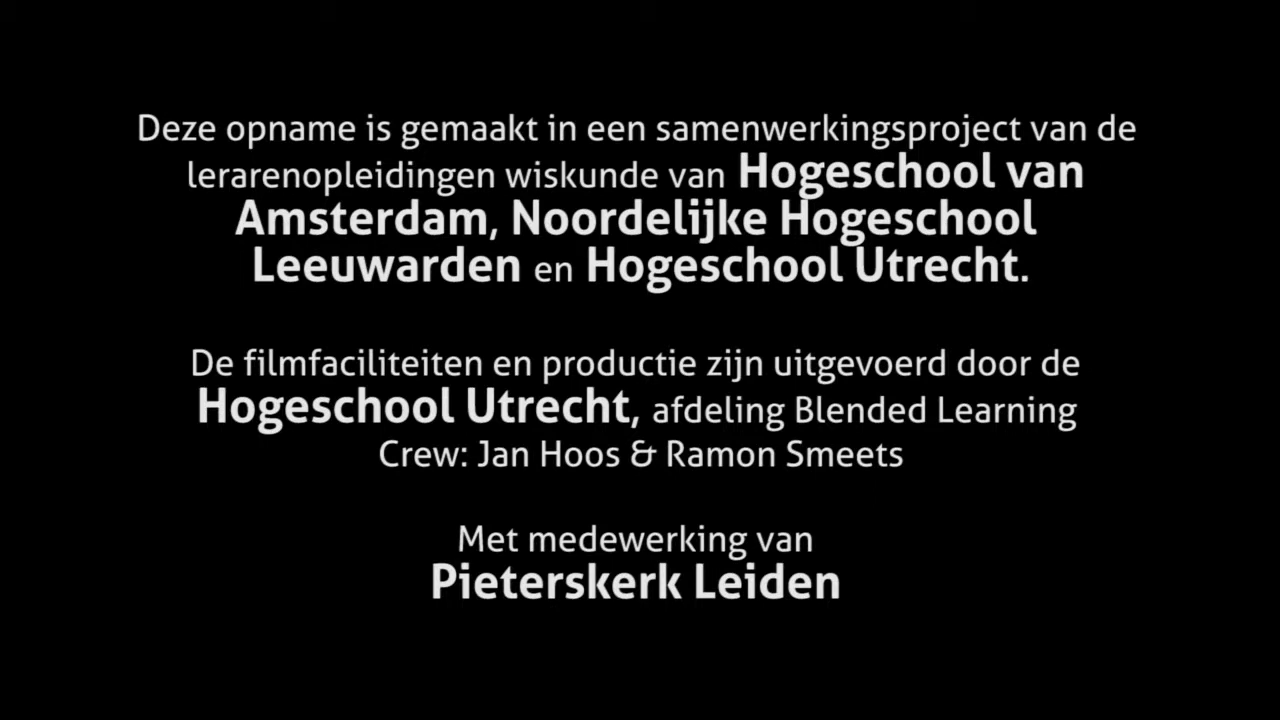 Deze opname is gemaakt in een samenwerkingsproject van de
lerarenopleidingen wiskunde van Hogeschool van
Amsterdam, Noordelijke Hogeschool
Leeuwarden en Hogeschool Utrecht.
De filmfaciliteiten en productie zijn uitgevoerd door de
Hogeschool Utrecht, afdeling Blended Learning
Crew: Jan Hoos & Ramon Smeets
Met medewerking van
Pieterskerk Leiden